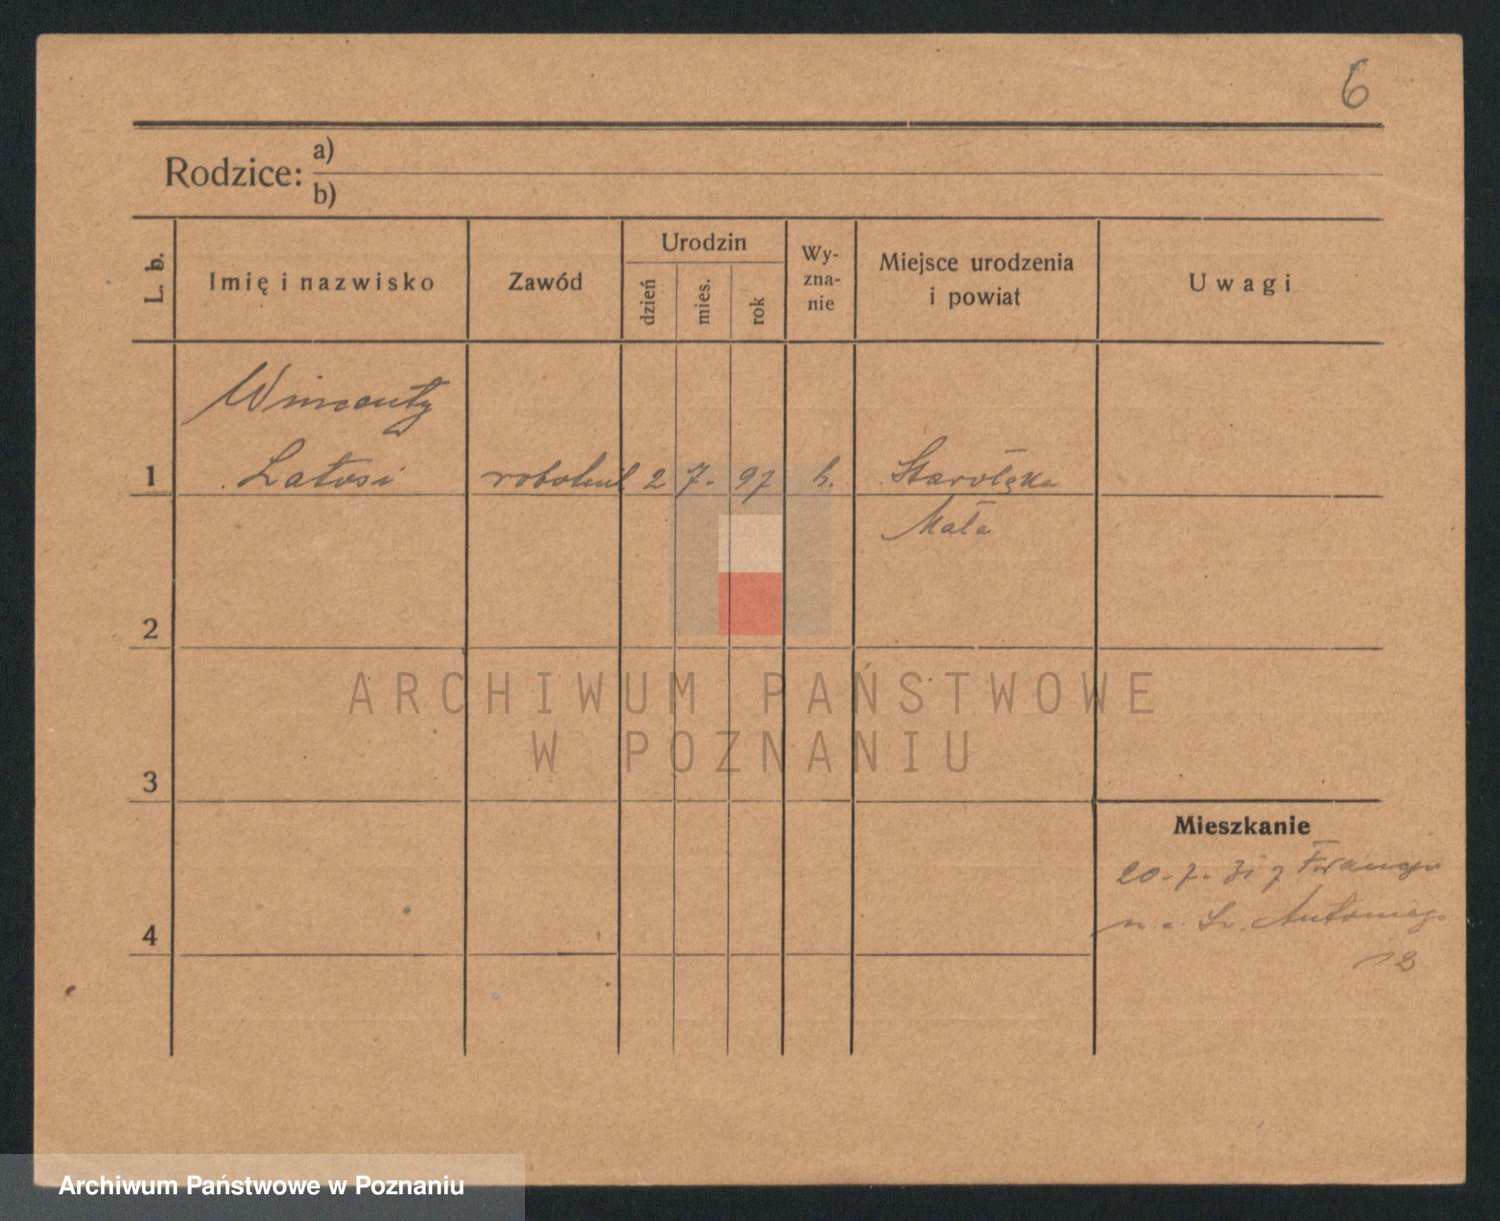 6
Rodzice: a)
b)
L. b.
Imię i nazwisko
Zawód
Urodzin
dzień
mies.
rok
Wy-
zna-
nie
Miejsce urodzenia
i powiat
Uwagi
Wincenty
1 Latosi robotnik 2 7. 97 k. Starołęka
Mała
2
ARCHIWUM PAŃSTWOWE
W POZNANIU
3
Mieszkanie
20.7.31 z Francji
na Św. Antoniego
4
12
Archiwum Państwowe w Poznaniu